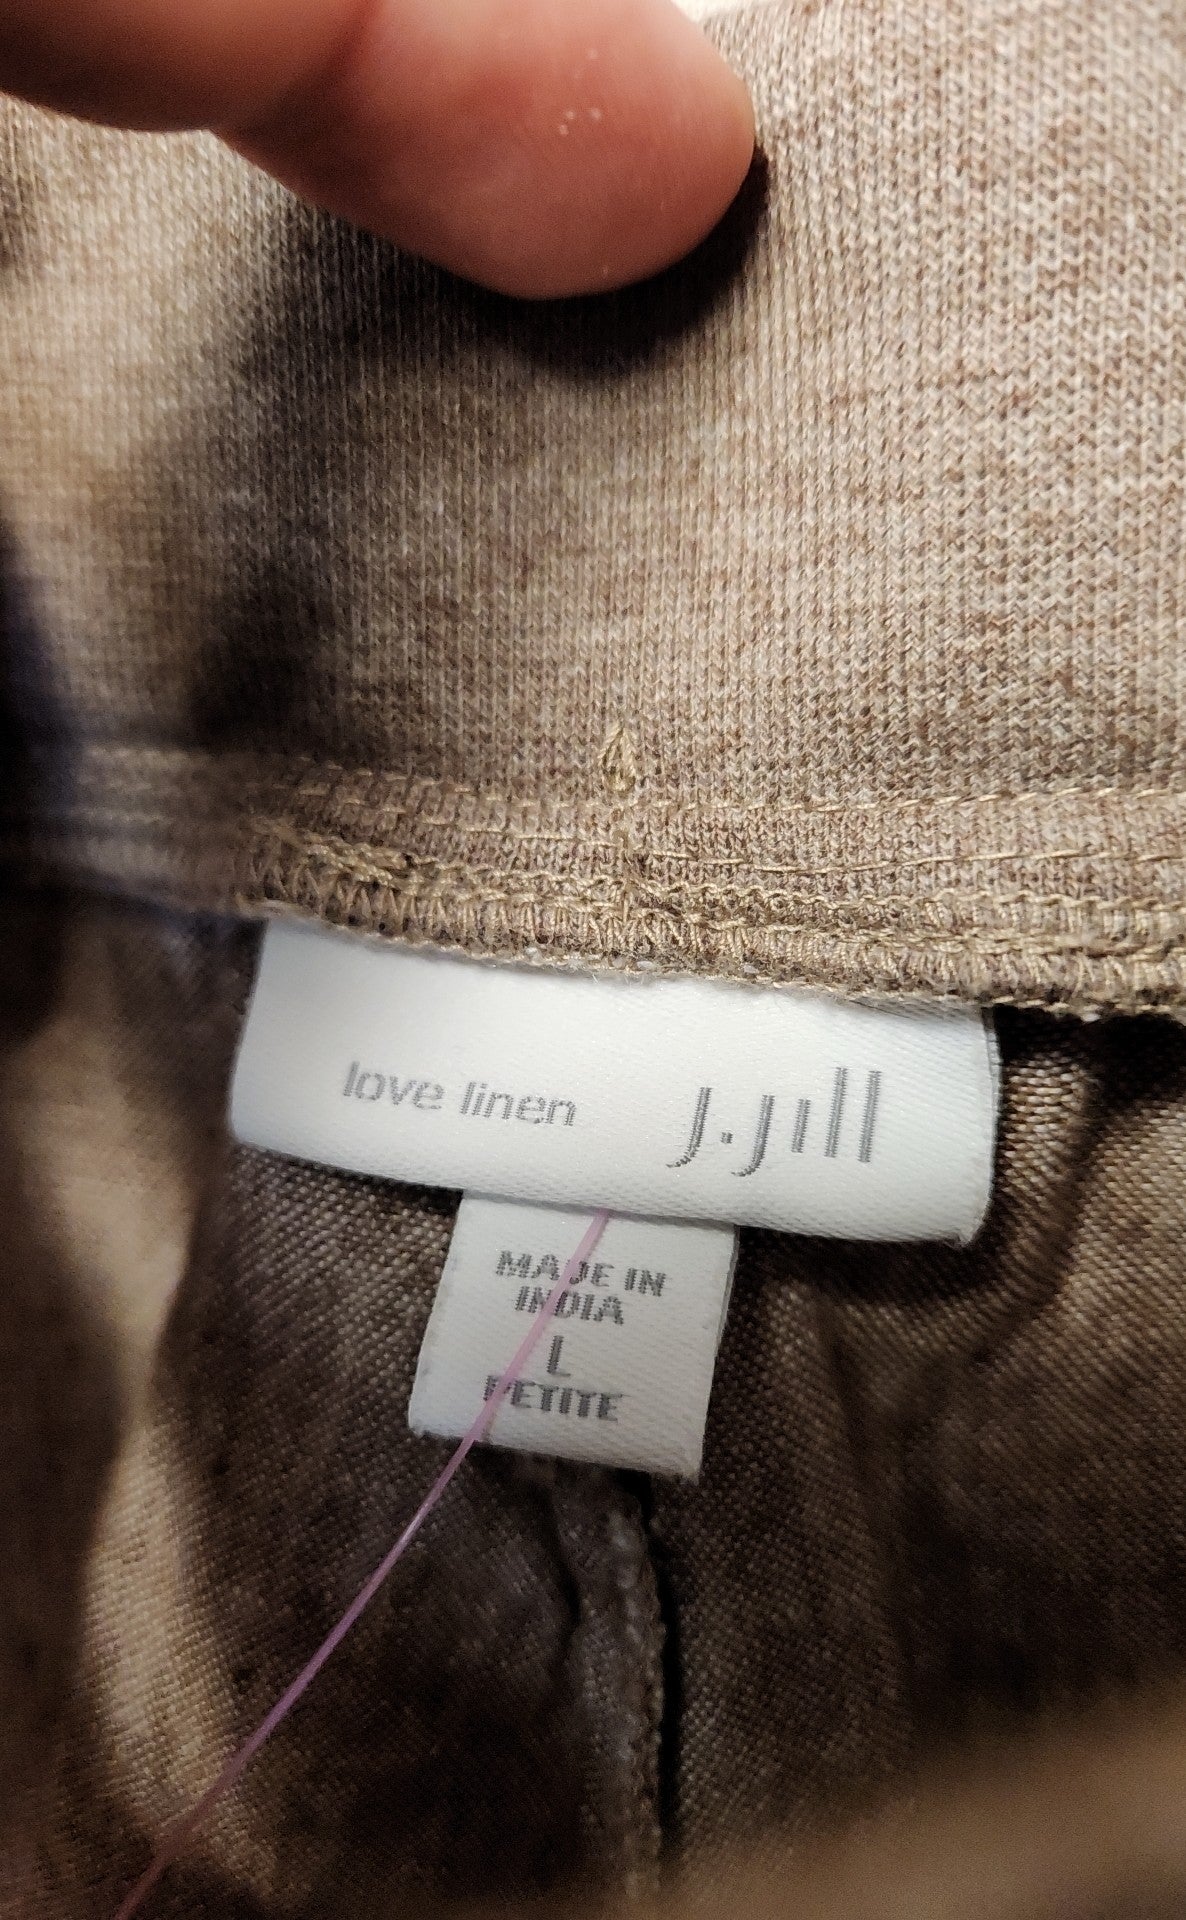 love linen J.Jill
MADE IN
INDIA
L
PETITE